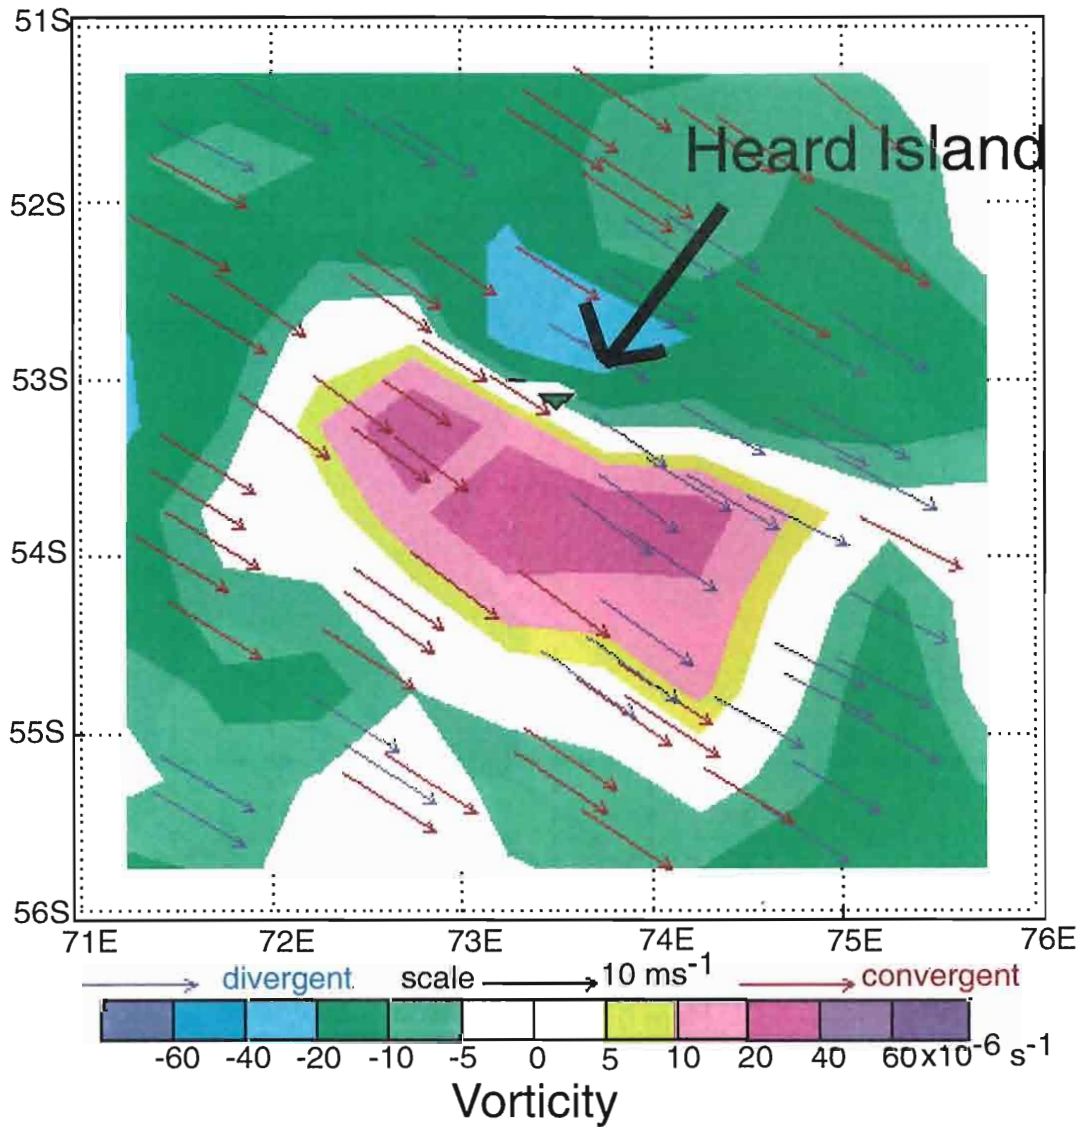 51S
Heard Island
52S
53S
54S
55S
56S
71E 72E 73E 74E 75E 76E
divergent scale 10 ms-1 convergent
-60 -40 -20 -10 -5 0 5 10 20 40 60x10-6 s-1
Vorticity